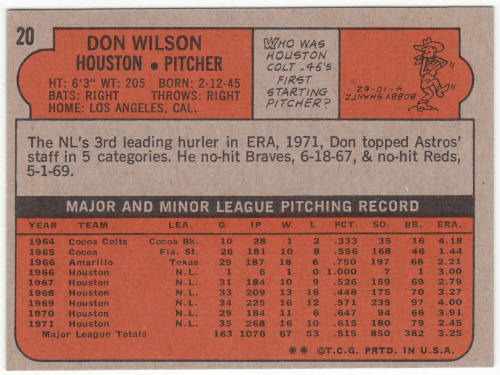 20
DON WILSON
HOUSTON • PITCHER
HT: 6'3" WT: 205 BORN: 2-12-45
BATS: RIGHT THROWS: RIGHT
HOME: LOS ANGELES, CAL.
WHO WAS
HOUSTON
COLT-46's
FIRST
STARTING
PITCHER?
BOBBY SHANTZ
4-10-62
The NL's 3rd leading hurler in ERA, 1971, Don topped Astros'
staff in 5 categories. He no-hit Braves, 6-18-67, & no-hit Reds,
5-1-69.
MAJOR AND MINOR LEAGUE PITCHING RECORD
YEAR TEAM LEA. G IP W L PCT. SO BB ERA.
1964 Cocoa Colts Cocoa Rk. 10 28 1 2 .333 35 16 4.18
1965 Cocoa Fla. St. 26 181 10 8 .556 168 46 1.44
1966 Amarillo Texas 29 187 18 6 .750 197 68 2.21
1966 Houston N.L. 1 6 1 0 1.000 7 1 3.00
1967 Houston N.L. 31 184 10 9 .526 159 69 2.79
1968 Houston N.L. 33 209 13 16 .448 175 70 3.27
1969 Houston N.L. 34 225 16 12 .571 235 97 4.00
1970 Houston N.L. 29 184 11 6 .647 94 66 3.91
1971 Houston N.L. 35 268 16 10 .615 180 79 2.45
Major League Totals 163 1076 67 53 .515 850 382 3.25
** ©T.C.G. PRTD. IN U.S.A.